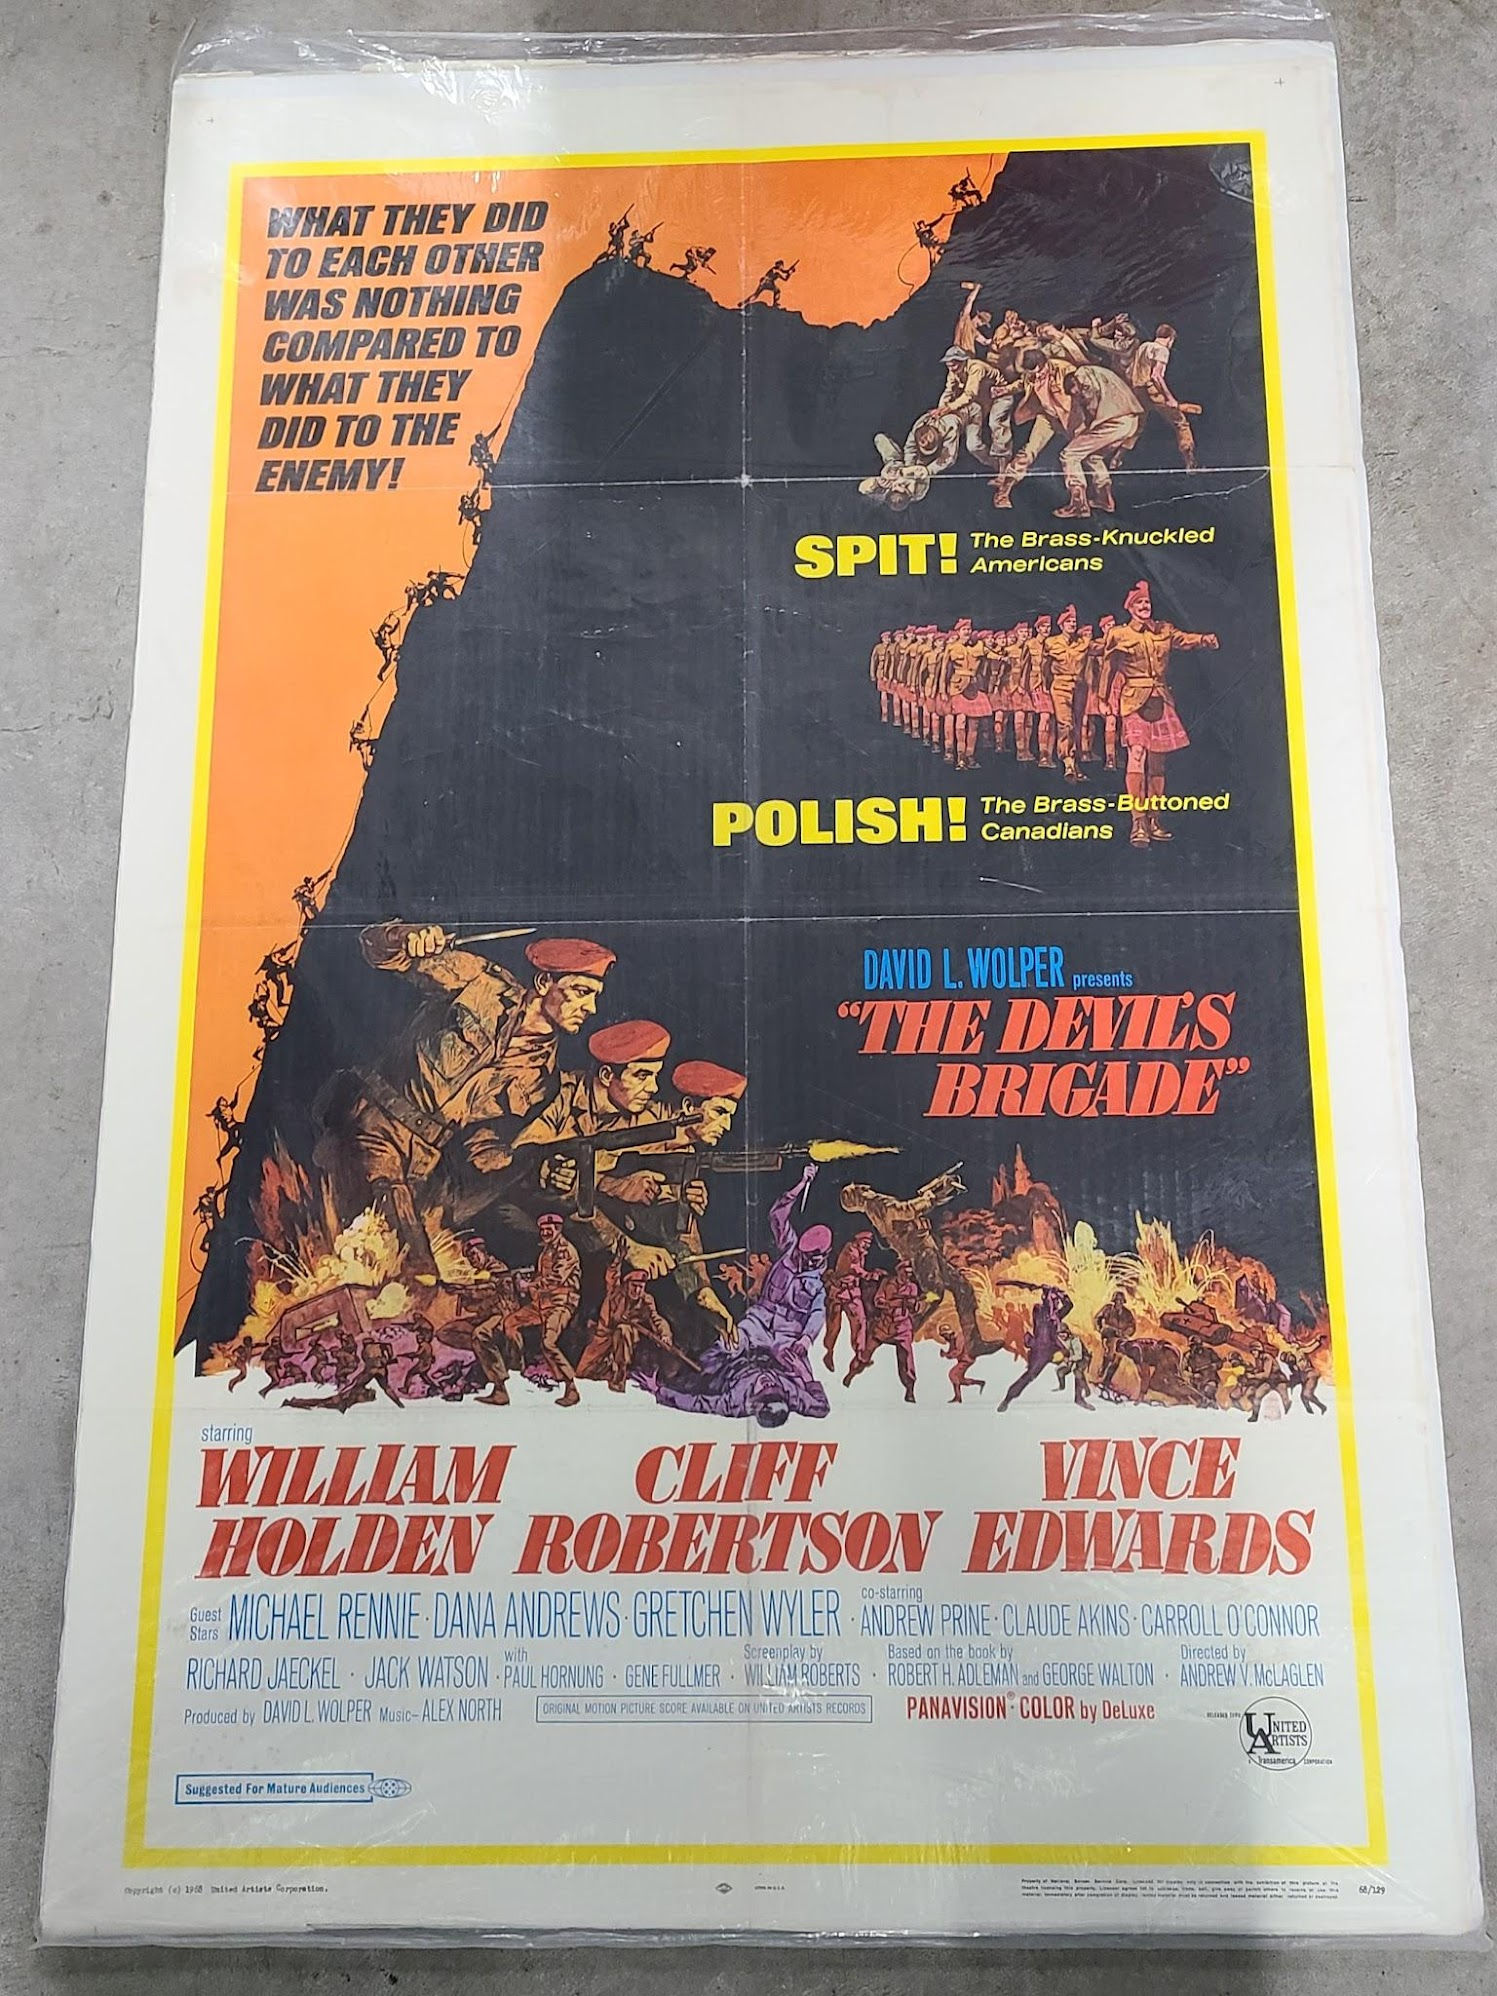 WHAT THEY DID
TO EACH OTHER
WAS NOTHING
COMPARED TO
WHAT THEY
DID TO THE
ENEMY!
SPIT! The Brass-Knuckled
Americans
POLISH! The Brass-Buttoned
Canadians
DAVID L. WOLPER presents
"THE DEVIL'S
BRIGADE"
starring
WILLIAM
HOLDEN
CLIFF
ROBERTSON
VINCE
EDWARDS
Guest
Stars
MICHAEL RENNIE · DANA ANDREWS · GRETCHEN WYLER ·
co-starring
ANDREW PRINE · CLAUDE AKINS · CARROLL O'CONNOR
RICHARD JAECKEL · JACK WATSON ·
with
PAUL HORNUNG · GENE FULLMER ·
Screenplay by
WILLIAM ROBERTS ·
Based on the book by
ROBERT H. ADLEMAN and GEORGE WALTON ·
Directed by
ANDREW V. McLAGLEN
Produced by DAVID L. WOLPER Music—ALEX NORTH
ORIGINAL MOTION PICTURE SCORE AVAILABLE ON UNITED ARTISTS RECORDS
PANAVISION® · COLOR by DeLuxe
RELEASED THRU
UNITED
ARTISTS
Transamerica
CORPORATION
Suggested For Mature Audiences
Copyright (c) 1968 United Artists Corporation.
68/129